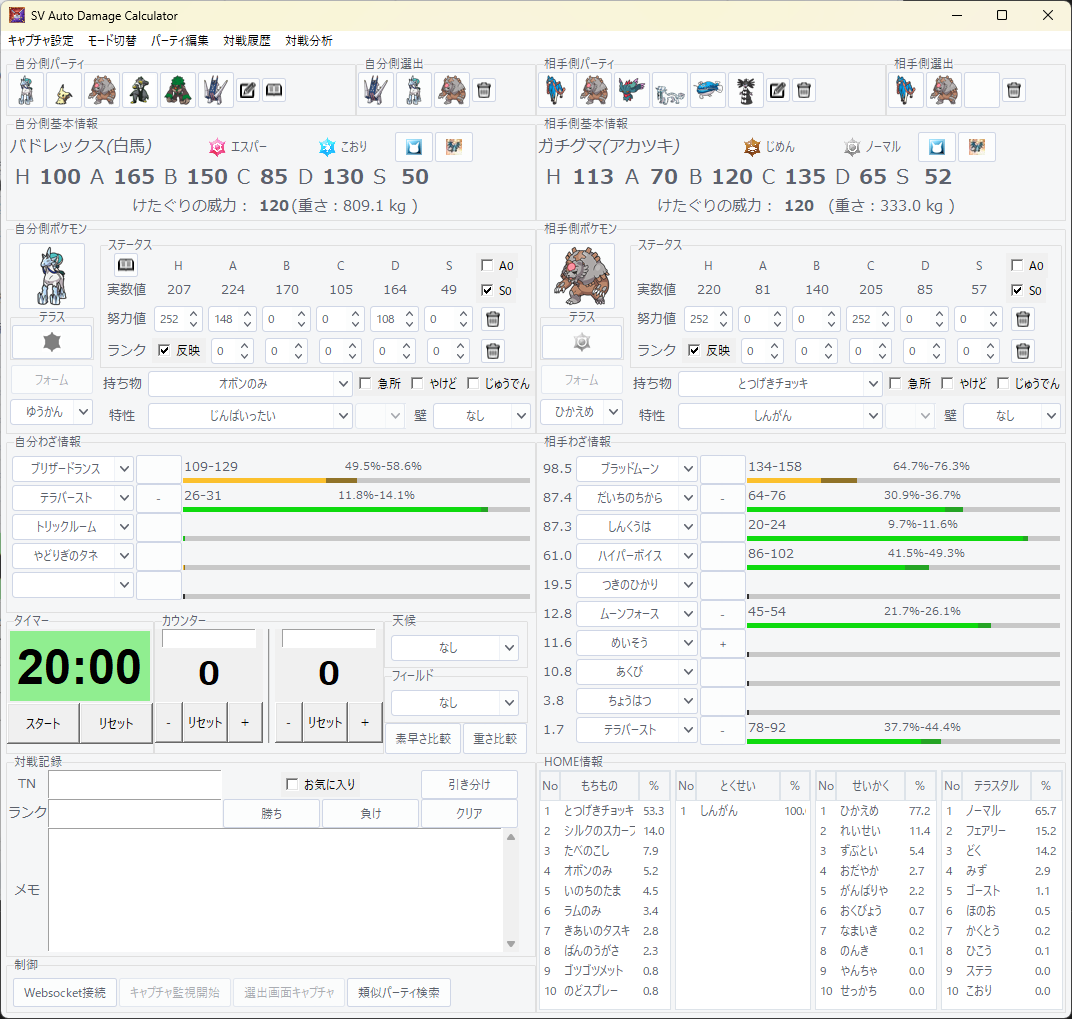 SV Auto Damage Calculator
キャプチャ設定 モード切替 パーティ編集 対戦履歴 対戦分析
自分側パーティ 自分側選出 相手側パーティ 相手側選出
自分側基本情報 相手側基本情報
バドレックス(白馬) エスパー こおり ガチグマ(アカツキ) じめん ノーマル
H 100 A 165 B 150 C 85 D 130 S 50 H 113 A 70 B 120 C 135 D 65 S 52
けたぐりの威力： 120 (重さ：809.1 kg ) けたぐりの威力： 120 (重さ：333.0 kg )
自分側ポケモン 相手側ポケモン
ステータス ステータス
H A B C D S A0 H A B C D S A0
実数値 207 224 170 105 164 49 S0 実数値 220 81 140 205 85 57 S0
テラス 努力値 252 148 0 0 108 0 テラス 努力値 252 0 0 252 0 0
ランク 反映 0 0 0 0 0 ランク 反映 0 0 0 0 0
フォーム 持ち物 オボンのみ 急所 やけど じゅうでん フォーム 持ち物 とつげきチョッキ 急所 やけど じゅうでん
ゆうかん 特性 じんばいったい 壁 なし ひかえめ 特性 しんがん 壁 なし
自分わざ情報 相手わざ情報
ブリザードランス 109-129 49.5%-58.6% 98.5 ブラッドムーン 134-158 64.7%-76.3%
テラバースト - 26-31 11.8%-14.1% 87.4 だいちのちから - 64-76 30.9%-36.7%
トリックルーム 87.3 しんくうは 20-24 9.7%-11.6%
やどりぎのタネ 61.0 ハイパーボイス 86-102 41.5%-49.3%
19.5 つきのひかり
タイマー カウンター 天候 12.8 ムーンフォース - 45-54 21.7%-26.1%
なし 11.6 めいそう +
20:00 0 0 フィールド 10.8 あくび
なし 3.8 ちょうはつ
スタート リセット - リセット + - リセット + 素早さ比較 重さ比較 1.7 テラバースト - 78-92 37.7%-44.4%
対戦記録 HOME情報
TN お気に入り 引き分け No もちもの % No とくせい % No せいかく % No テラスタル %
ランク 勝ち 負け クリア 1 とつげきチョッキ 53.3 1 しんがん 100. 1 ひかえめ 77.2 1 ノーマル 65.7
2 シルクのスカーフ 14.0 2 れいせい 11.4 2 フェアリー 15.2
3 たべのこし 7.9 3 ずぶとい 5.4 3 どく 14.2
メモ 4 オボンのみ 5.2 4 おだやか 2.7 4 みず 2.9
5 いのちのたま 4.5 5 がんばりや 2.2 5 ゴースト 1.1
6 ラムのみ 3.4 6 おくびょう 0.7 6 ほのお 0.5
7 きあいのタスキ 2.8 7 なまいき 0.2 7 かくとう 0.2
8 ばんのうがさ 2.3 8 のんき 0.1 8 ひこう 0.1
制御 9 ゴツゴツメット 0.8 9 やんちゃ 0.0 9 ステラ 0.0
Websocket接続 キャプチャ監視開始 選出画面キャプチャ 類似パーティ検索 10 のどスプレー 0.8 10 せっかち 0.0 10 こおり 0.0